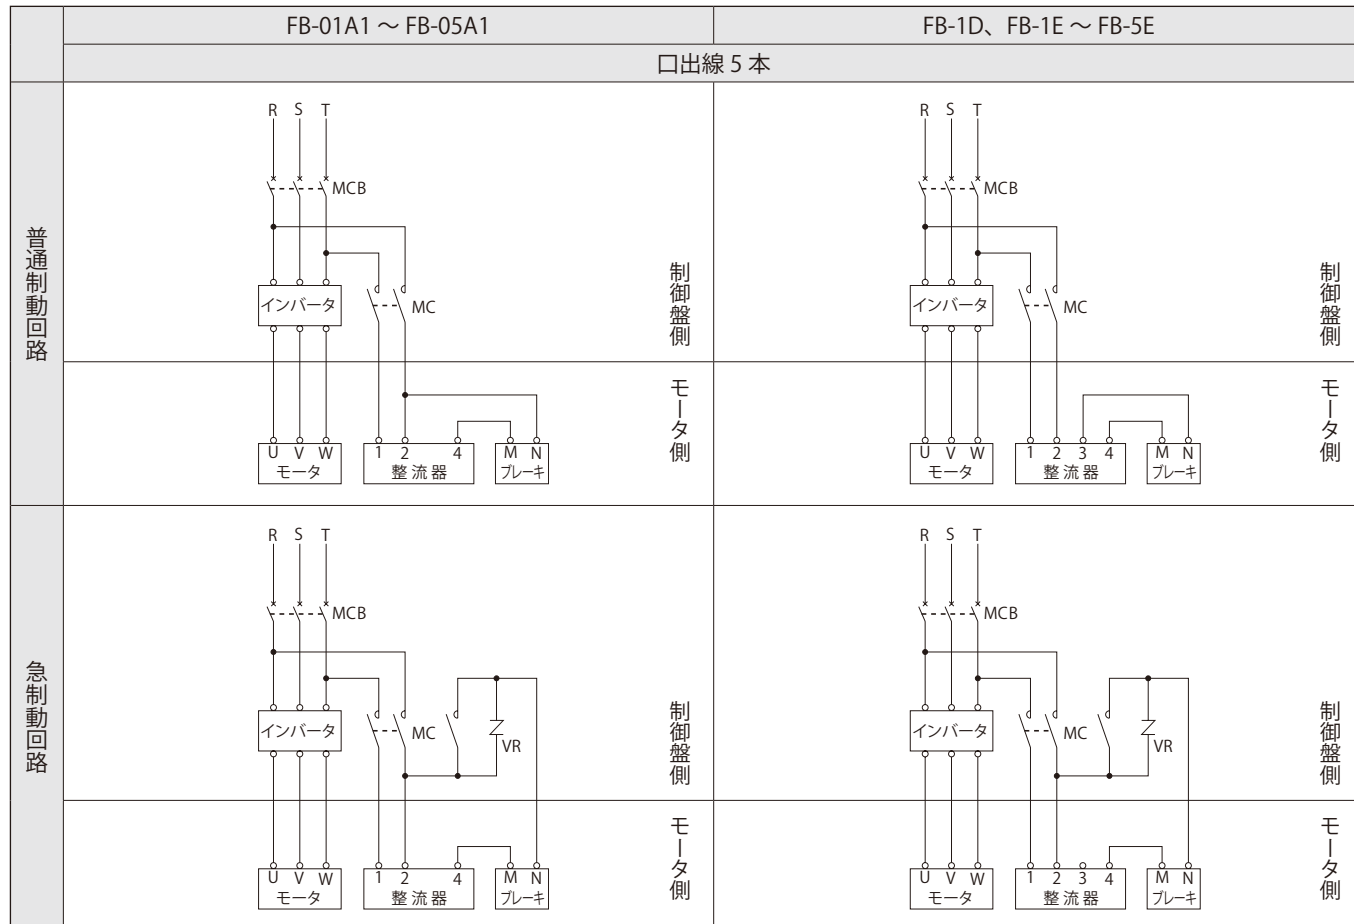 FB-01A1 ～ FB-05A1
FB-1D、FB-1E ～ FB-5E
口出線 5 本
普通制動回路
R S T
MCB
インバータ
MC
制御盤側
U V W
モータ
1 2 4
整流器
M N
ブレーキ
モータ側
R S T
MCB
インバータ
MC
制御盤側
U V W
モータ
1 2 3 4
整流器
M N
ブレーキ
モータ側
急制動回路
R S T
MCB
インバータ
MC
VR
制御盤側
U V W
モータ
1 2 4
整流器
M N
ブレーキ
モータ側
R S T
MCB
インバータ
MC
VR
制御盤側
U V W
モータ
1 2 3 4
整流器
M N
ブレーキ
モータ側